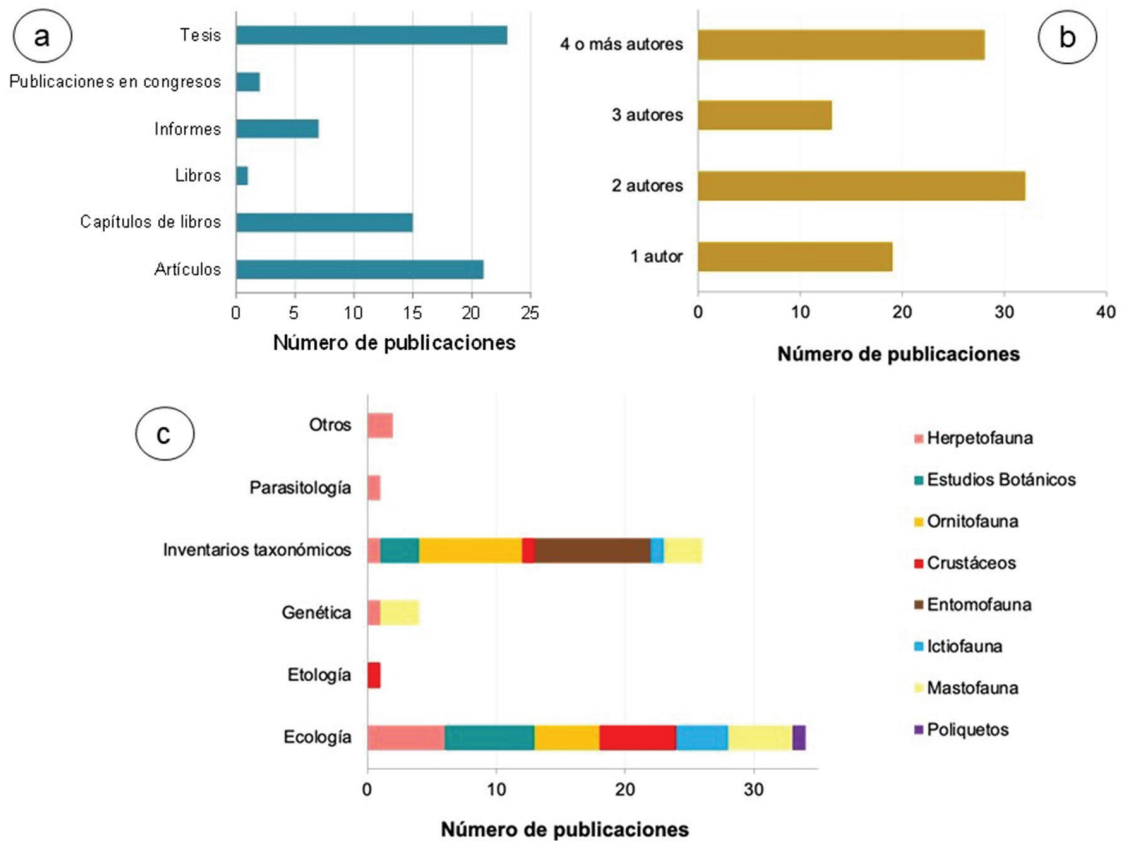 a
Tesis
Publicaciones en congresos
Informes
Libros
Capítulos de libros
Artículos
0 5 10 15 20 25
Número de publicaciones
b
4 o más autores
3 autores
2 autores
1 autor
0 10 20 30 40
Número de publicaciones
c
Otros
Parasitología
Inventarios taxonómicos
Genética
Etología
Ecología
0 10 20 30
Número de publicaciones
Herpetofauna
Estudios Botánicos
Ornitofauna
Crustáceos
Entomofauna
Ictiofauna
Mastofauna
Poliquetos